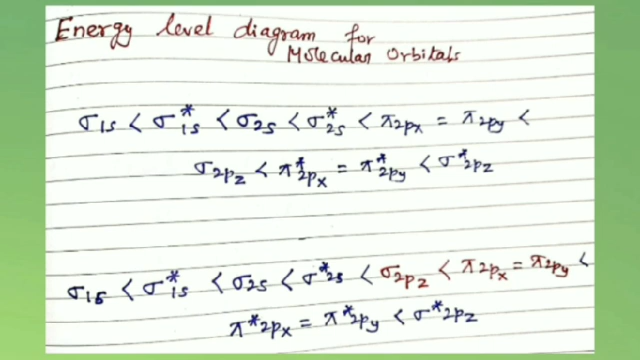 Energy level diagram for
Molecular Orbitals
σ1s < σ*1s < σ2s < σ*2s < π2px = π2py <
σ2pz < π*2px = π*2py < σ*2pz
σ1s < σ*1s < σ2s < σ*2s < σ2pz < π2px = π2py <
π*2px = π*2py < σ*2pz